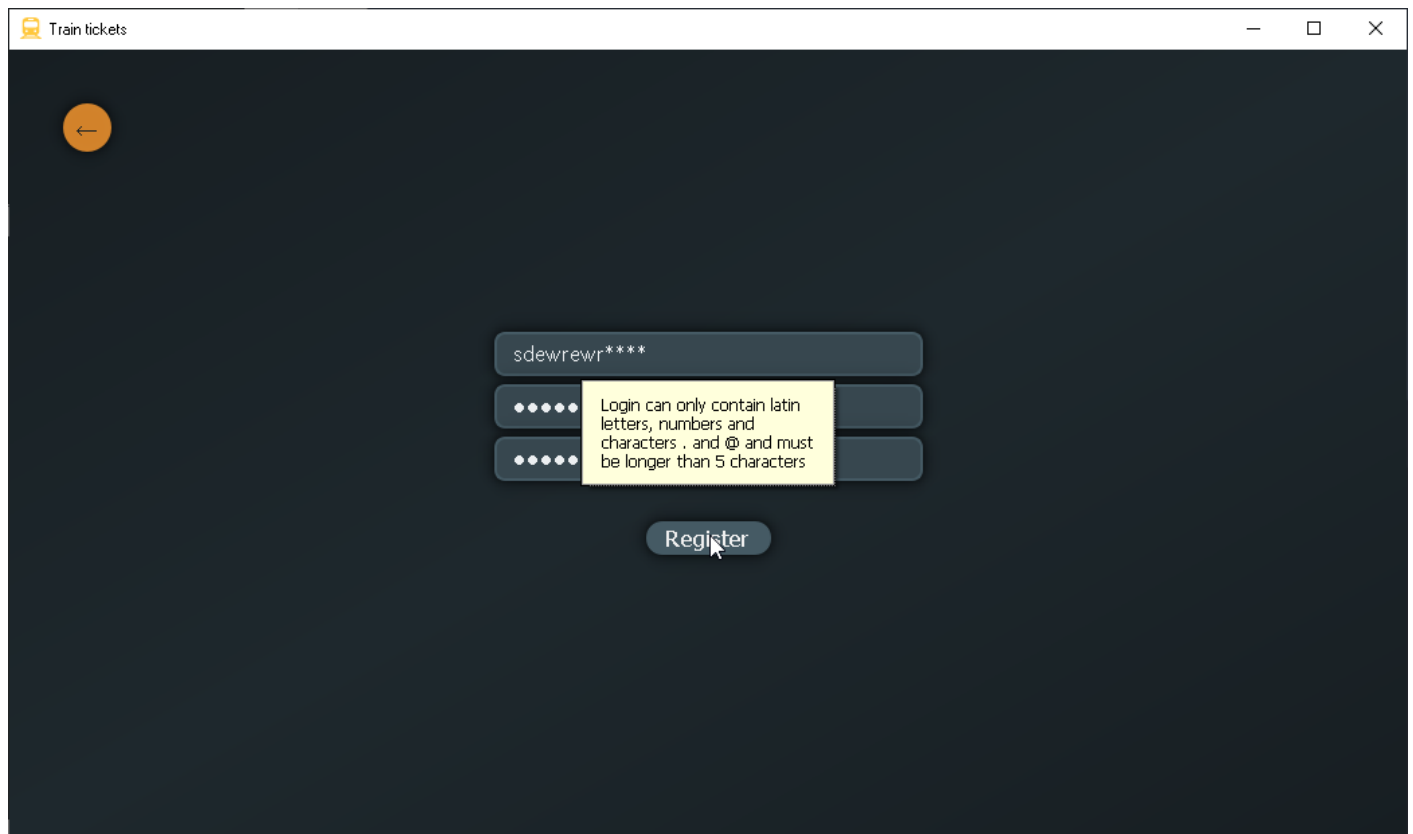 Train tickets
←
sdewrewr****
●●●●●
Login can only contain latin
letters, numbers and
characters . and @ and must
be longer than 5 characters
●●●●●
Register